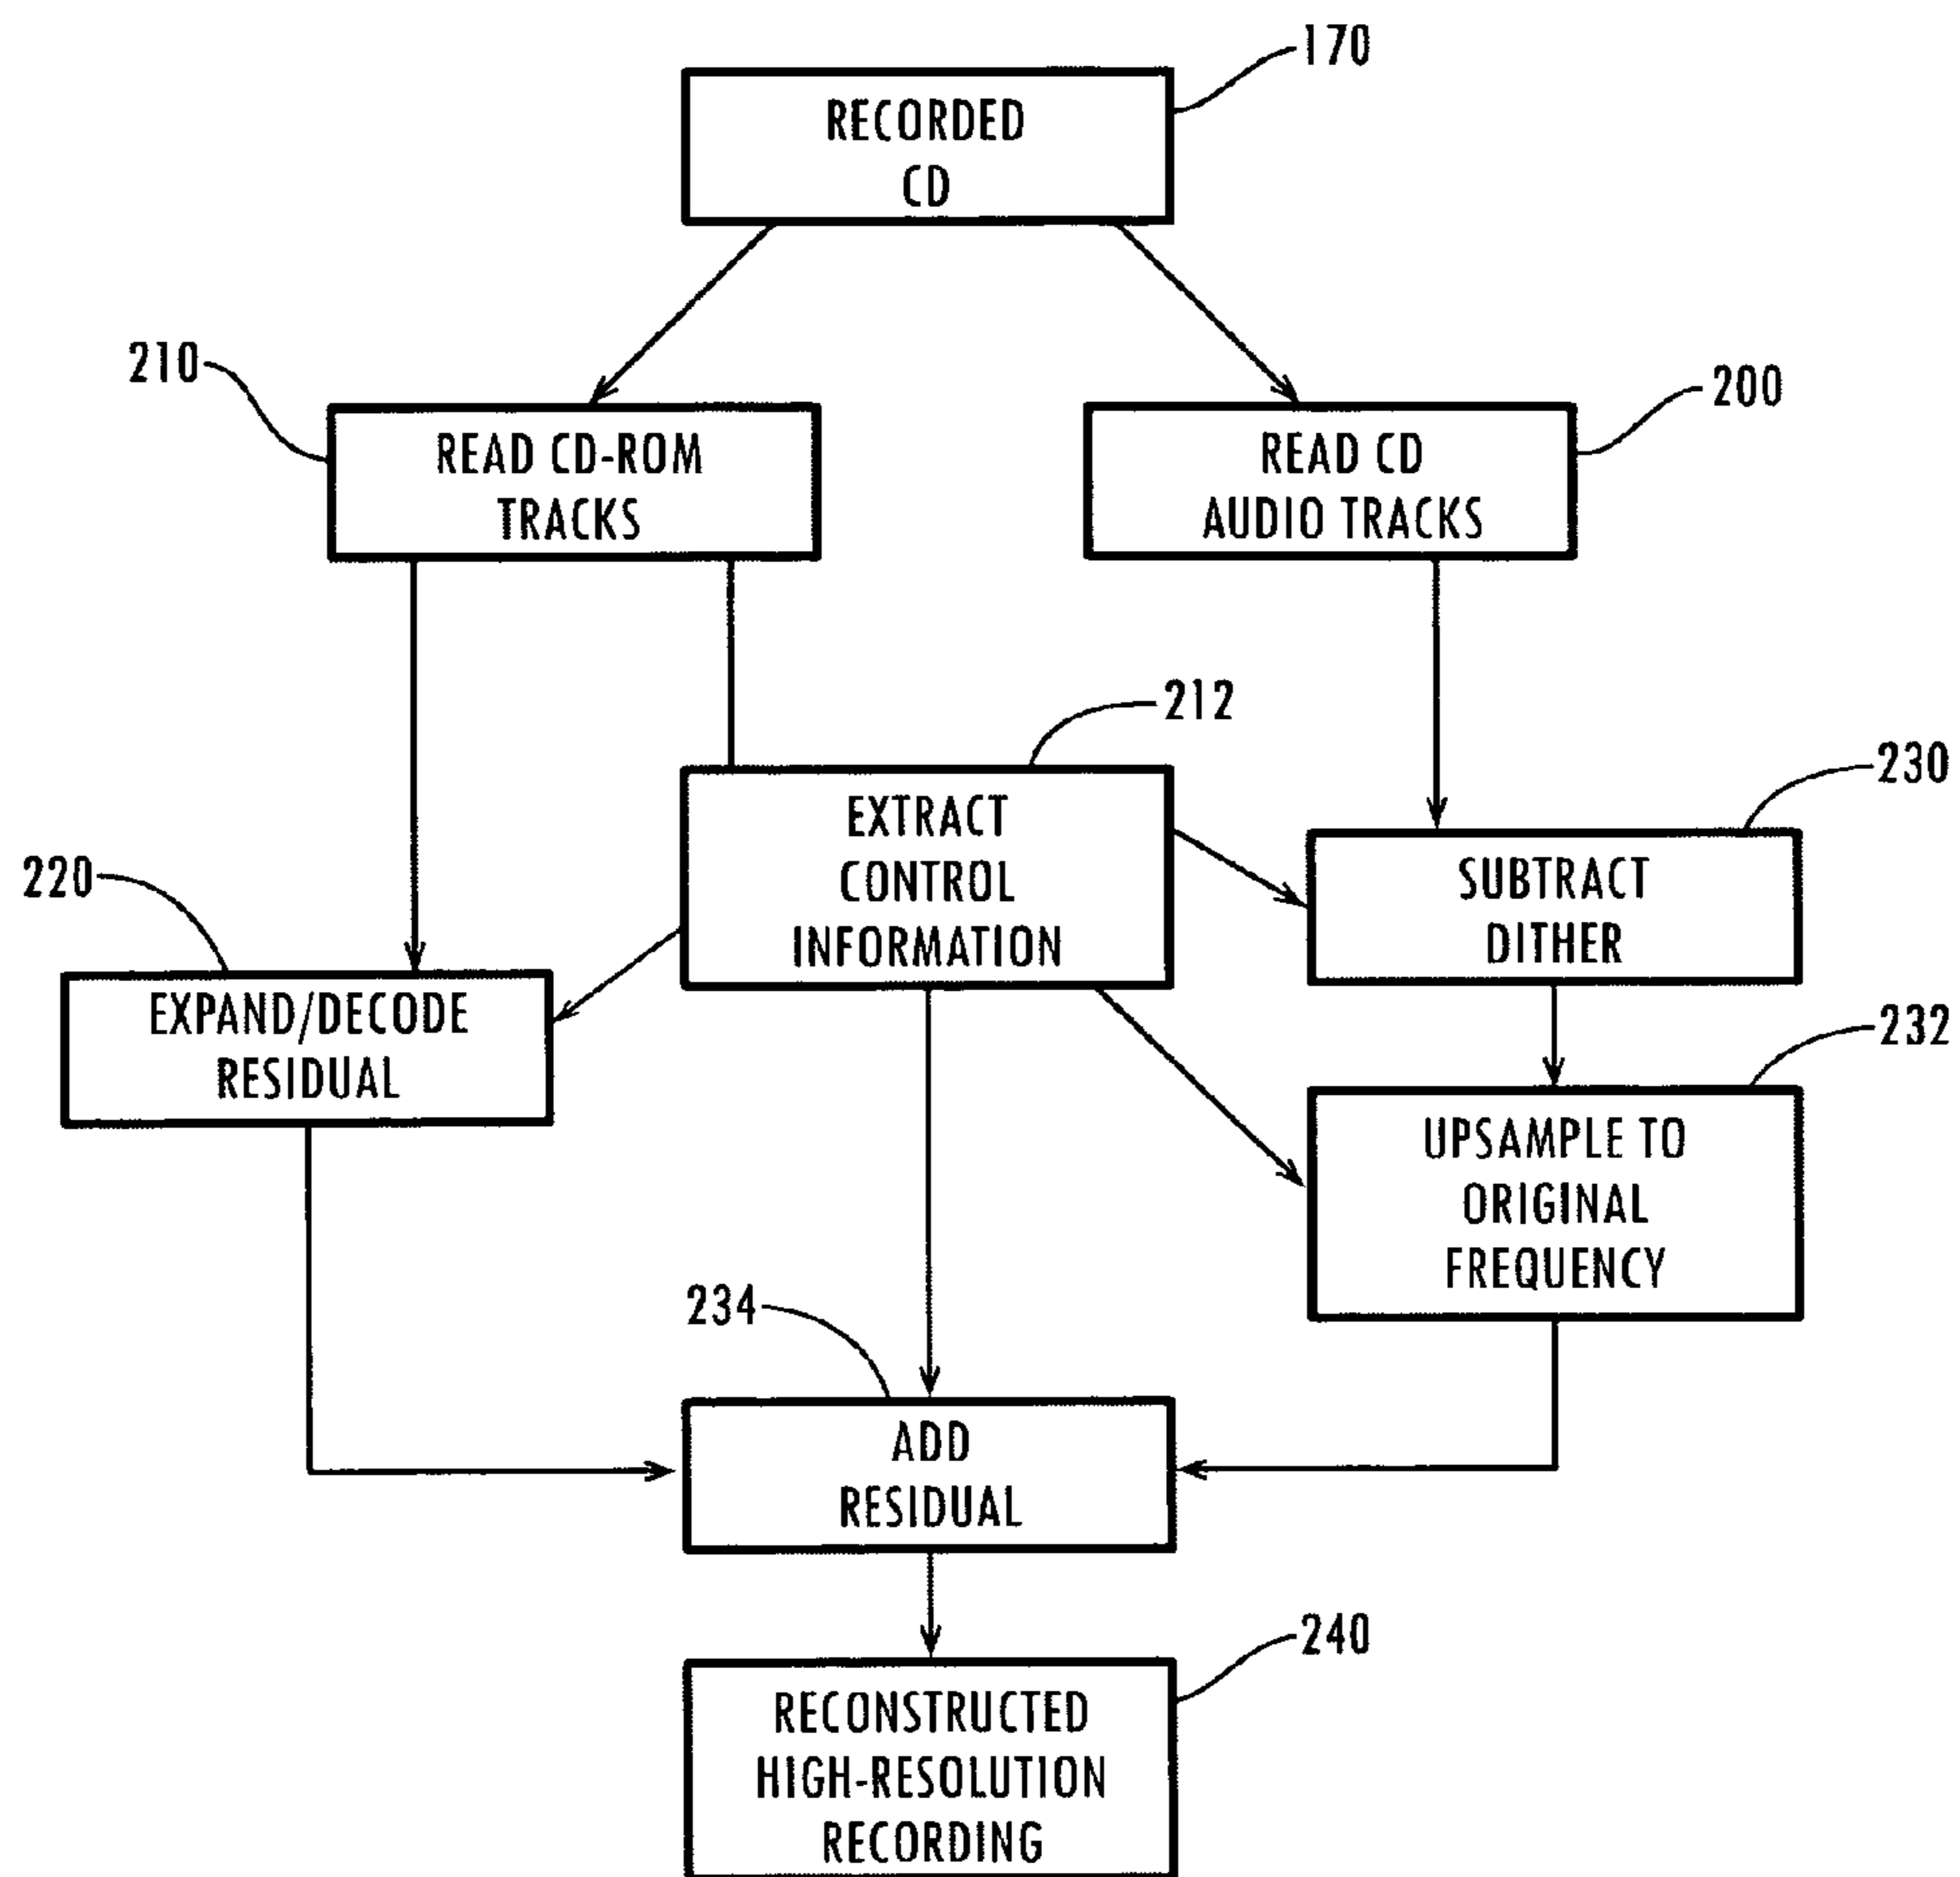 170
RECORDED
CD
210
READ CD-ROM
TRACKS
200
READ CD
AUDIO TRACKS
212
EXTRACT
CONTROL
INFORMATION
230
SUBTRACT
DITHER
220
EXPAND/DECODE
RESIDUAL
232
UPSAMPLE TO
ORIGINAL
FREQUENCY
234
ADD
RESIDUAL
240
RECONSTRUCTED
HIGH-RESOLUTION
RECORDING